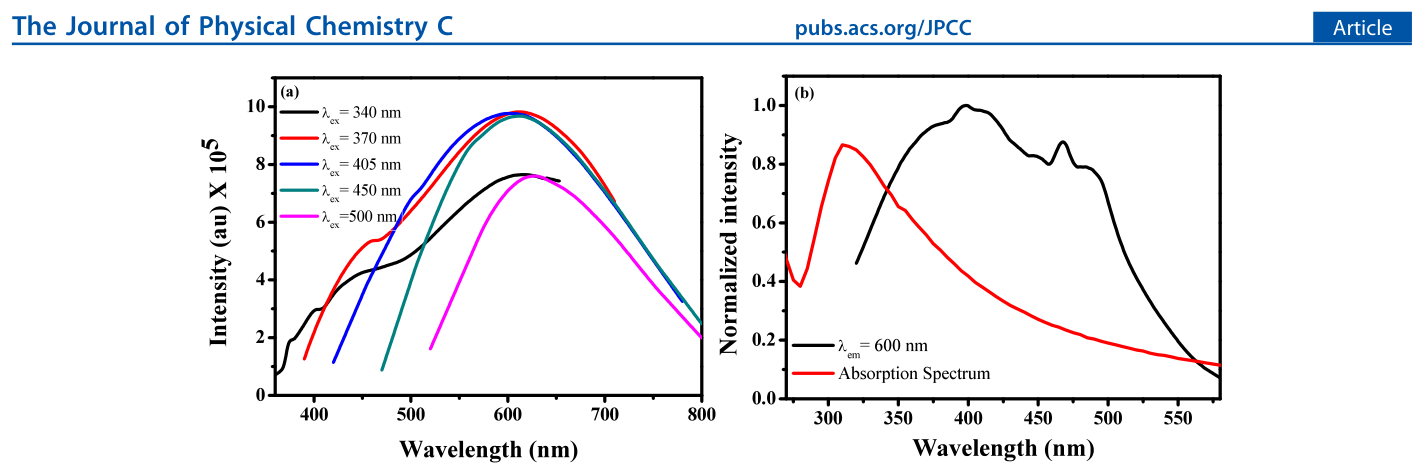 The Journal of Physical Chemistry C
pubs.acs.org/JPCC
Article
(a)
λex= 340 nm
λex= 370 nm
λex= 405 nm
λex= 450 nm
λex=500 nm
Intensity (au) X 10⁵
10
8
6
4
2
0
400 500 600 700 800
Wavelength (nm)
(b)
Normalized intensity
1.0
0.8
0.6
0.4
0.2
0.0
λem= 600 nm
Absorption Spectrum
300 350 400 450 500 550
Wavelength (nm)